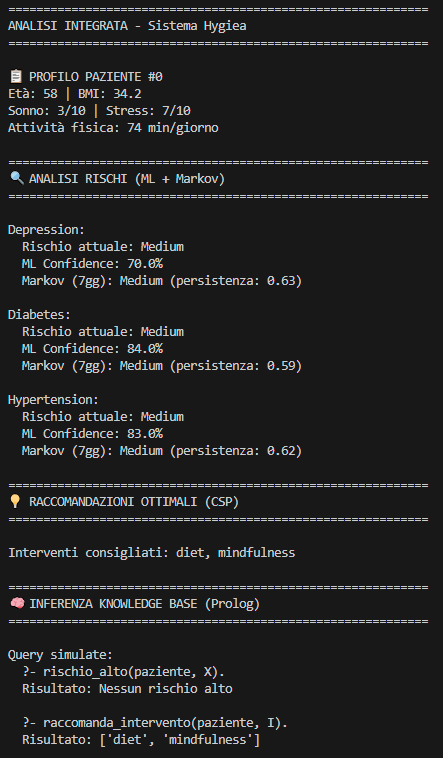 ============================================================
ANALISI INTEGRATA - Sistema Hygiea
============================================================
📋 PROFILO PAZIENTE #0
Età: 58 | BMI: 34.2
Sonno: 3/10 | Stress: 7/10
Attività fisica: 74 min/giorno
============================================================
🔍 ANALISI RISCHI (ML + Markov)
============================================================
Depression:
Rischio attuale: Medium
ML Confidence: 70.0%
Markov (7gg): Medium (persistenza: 0.63)
Diabetes:
Rischio attuale: Medium
ML Confidence: 84.0%
Markov (7gg): Medium (persistenza: 0.59)
Hypertension:
Rischio attuale: Medium
ML Confidence: 83.0%
Markov (7gg): Medium (persistenza: 0.62)
============================================================
💡 RACCOMANDAZIONI OTTIMALI (CSP)
============================================================
Interventi consigliati: diet, mindfulness
============================================================
🧠 INFERENZA KNOWLEDGE BASE (Prolog)
============================================================
Query simulate:
?- rischio_alto(paziente, X).
Risultato: Nessun rischio alto
?- raccomanda_intervento(paziente, I).
Risultato: ['diet', 'mindfulness']